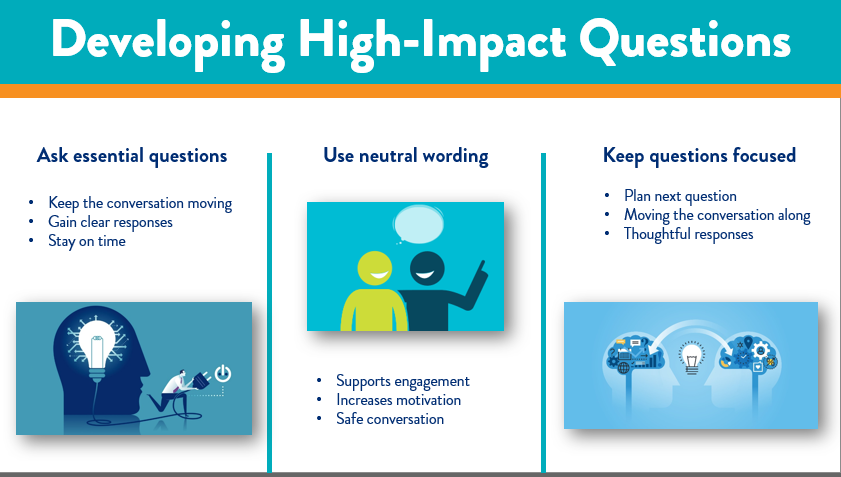 Developing High-Impact Questions
Ask essential questions
• Keep the conversation moving
• Gain clear responses
• Stay on time
Use neutral wording
• Supports engagement
• Increases motivation
• Safe conversation
Keep questions focused
• Plan next question
• Moving the conversation along
• Thoughtful responses